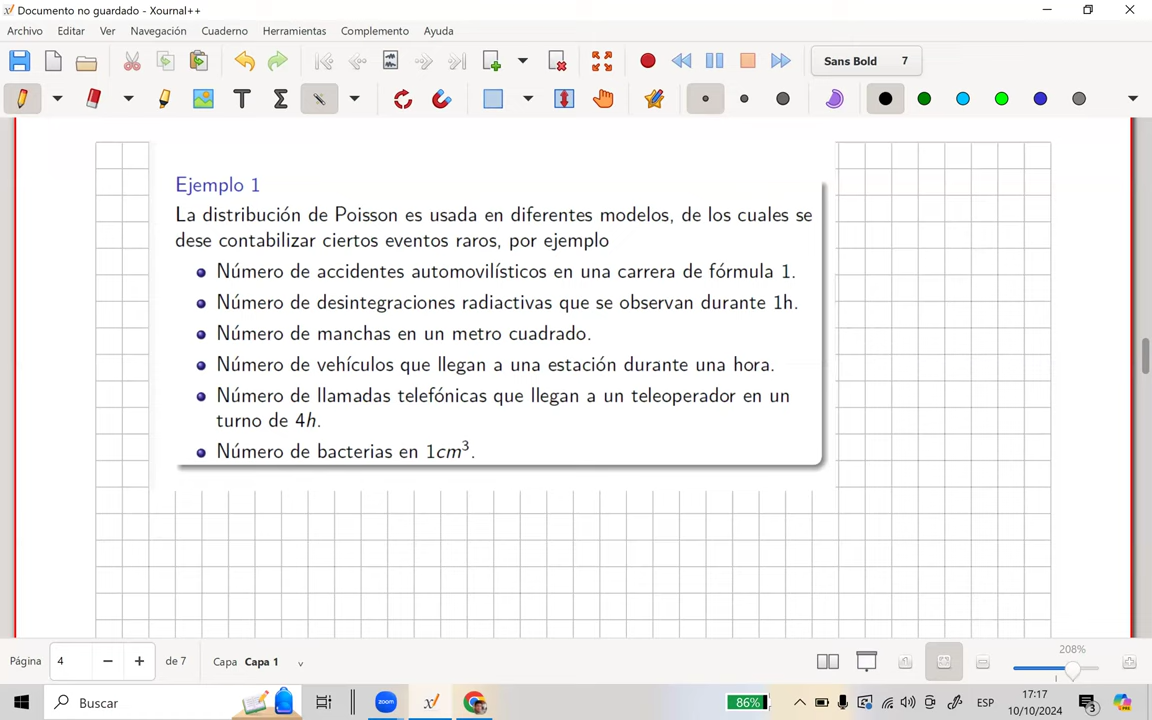 Documento no guardado - Xournal++
Archivo Editar Ver Navegación Cuaderno Herramientas Complemento Ayuda
Sans Bold 7
Ejemplo 1
La distribución de Poisson es usada en diferentes modelos, de los cuales se
dese contabilizar ciertos eventos raros, por ejemplo
Número de accidentes automovilísticos en una carrera de fórmula 1.
Número de desintegraciones radiactivas que se observan durante 1h.
Número de manchas en un metro cuadrado.
Número de vehículos que llegan a una estación durante una hora.
Número de llamadas telefónicas que llegan a un teleoperador en un
turno de 4h.
Número de bacterias en 1cm³.
Página 4 de 7 Capa Capa 1 208%
Buscar zoom 86% ESP 17:17
10/10/2024 3